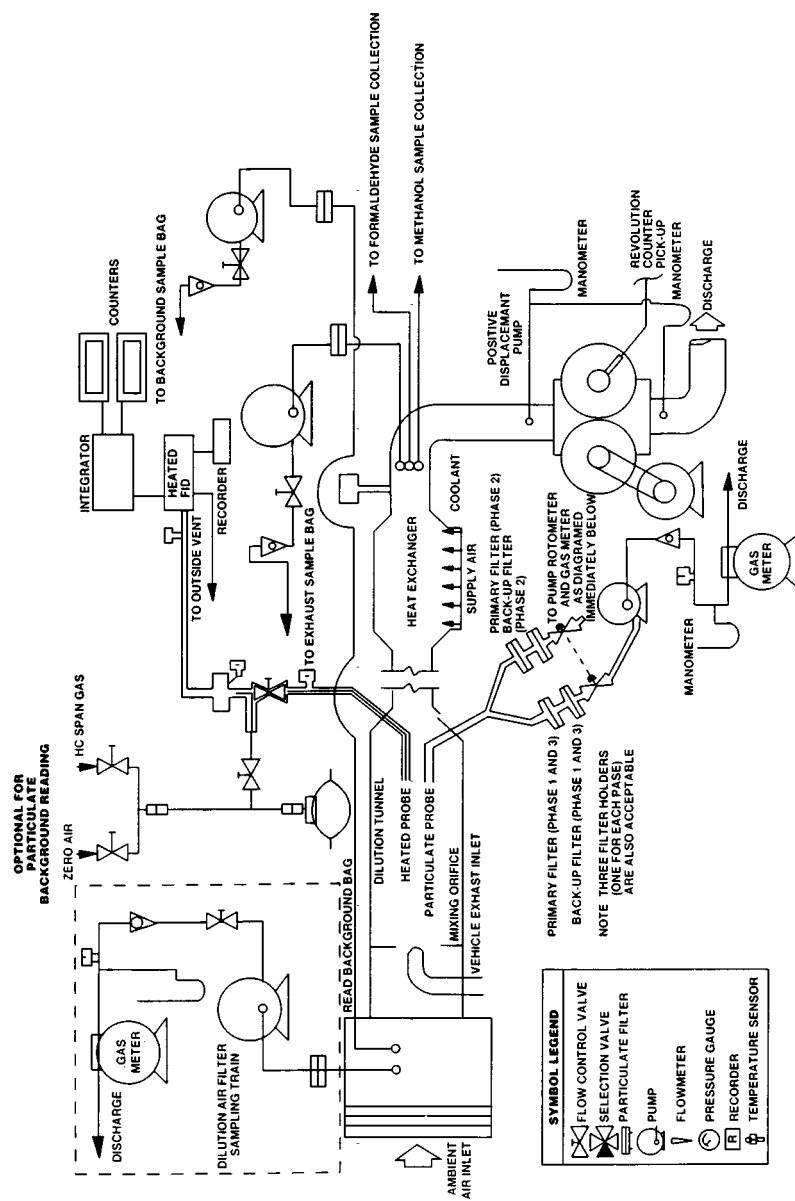 OPTIONAL FOR
PARTICULATE
BACKGROUND READING
ZERO AIR
HC SPAN GAS
INTEGRATOR
COUNTERS
HEATED
FID
RECORDER
TO OUTSIDE VENT
TO BACKGROUND SAMPLE BAG
TO EXHAUST SAMPLE BAG
DISCHARGE
GAS
METER
DILUTION AIR FILTER
SAMPLING TRAIN
READ BACKGROUND BAG
TO FORMALDEHYDE SAMPLE COLLECTION
TO METHANOL SAMPLE COLLECTION
DILUTION TUNNEL
HEATED PROBE
PARTICULATE PROBE
MIXING ORIFICE
VEHICLE EXHAST INLET
HEAT EXCHANGER
COOLANT
SUPPLY AIR
AMBIENT
AIR INLET
POSITIVE
DISPLACEMANT
PUMP
MANOMETER
REVOLUTION
COUNTER
PICK-UP
MANOMETER
DISCHARGE
PRIMARY FILTER (PHASE 2)
BACK-UP FILTER
(PHASE 2)
TO PUMP ROTOMETER
AND GAS METER
AS DIAGRAMED
IMMEDIATELY BELOW
PRIMARY FILTER (PHASE 1 AND 3)
BACK-UP FILTER (PHASE 1 AND 3)
NOTE THREE FILTER HOLDERS
(ONE FOR EACH PASE)
ARE ALSO ACCEPTABLE
MANOMETER
GAS
METER
DISCHARGE
SYMBOL LEGEND
FLOW CONTROL VALVE
SELECTION VALVE
PARTICULATE FILTER
PUMP
FLOWMETER
PRESSURE GAUGE
R RECORDER
TEMPERATURE SENSOR